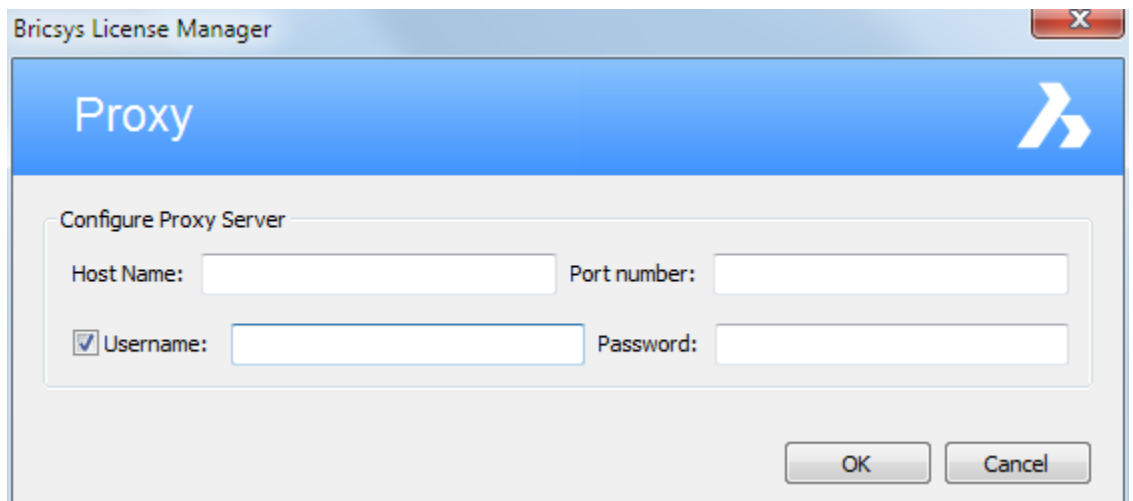 Bricsys License Manager
Proxy
Configure Proxy Server
Host Name: Port number:
Username: Password:
OK Cancel